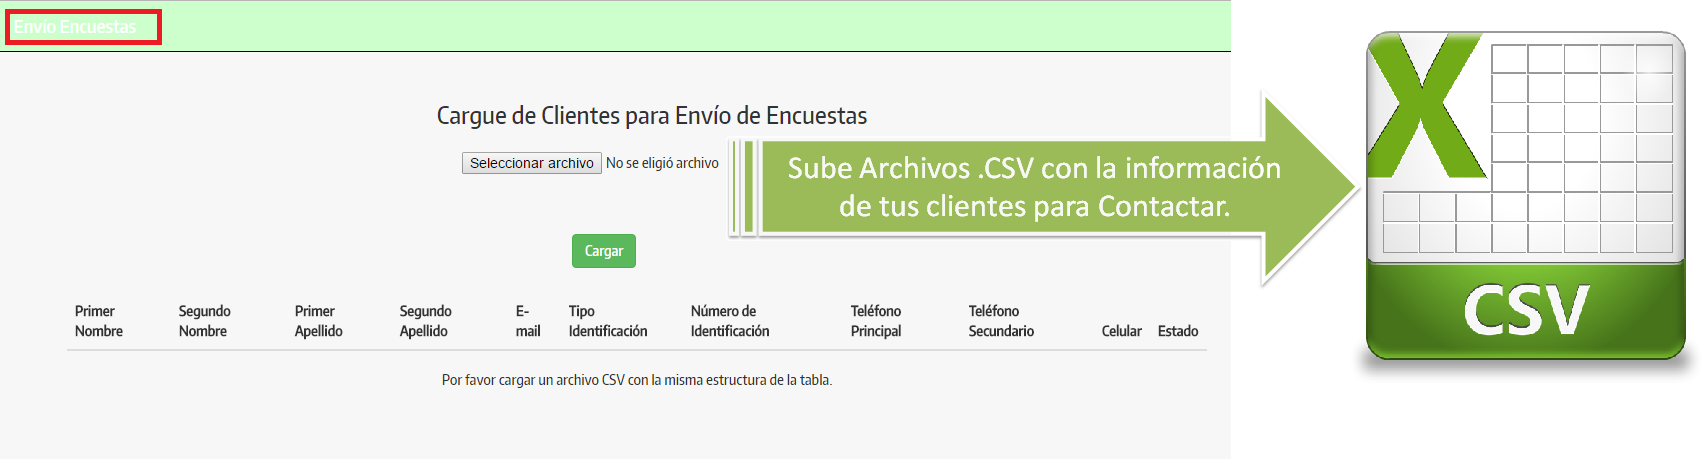 Envío Encuestas
Cargue de Clientes para Envío de Encuestas
Seleccionar archivo No se eligió archivo
Sube Archivos .CSV con la información
de tus clientes para Contactar.
Cargar
Primer Nombre
Segundo Nombre
Primer Apellido
Segundo Apellido
E-mail
Tipo Identificación
Número de Identificación
Teléfono Principal
Teléfono Secundario
Celular
Estado
Por favor cargar un archivo CSV con la misma estructura de la tabla.
X
CSV